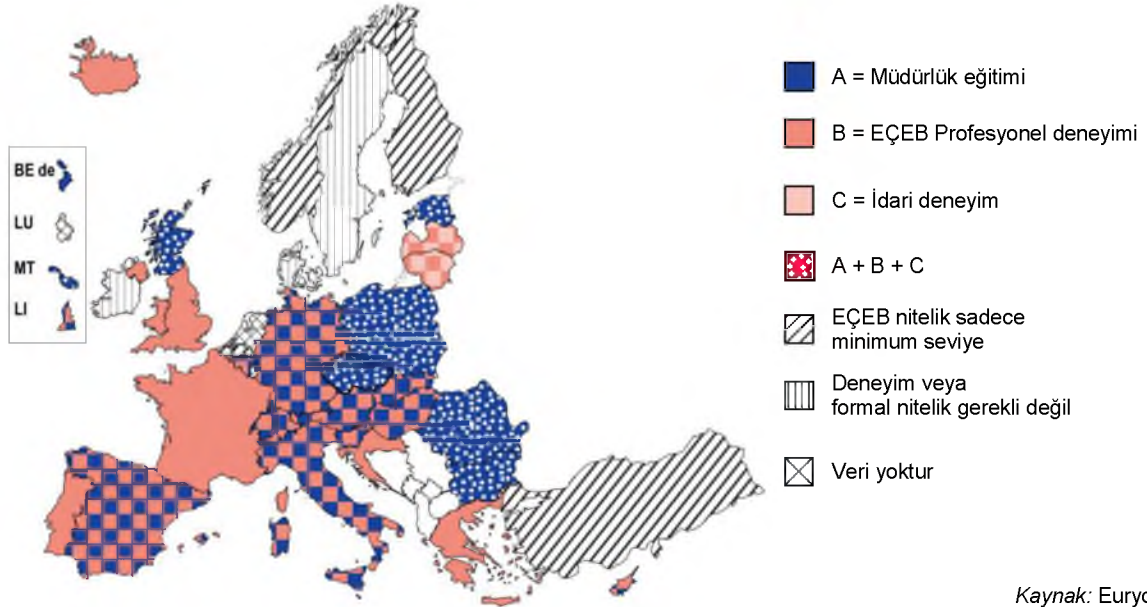 BE de
LU
MT
LI
A = Müdürlük eğitimi
B = EÇEB Profesyonel deneyimi
C = İdari deneyim
A + B + C
EÇEB nitelik sadece
minimum seviye
Deneyim veya
formal nitelik gerekli değil
Veri yoktur
Kaynak: